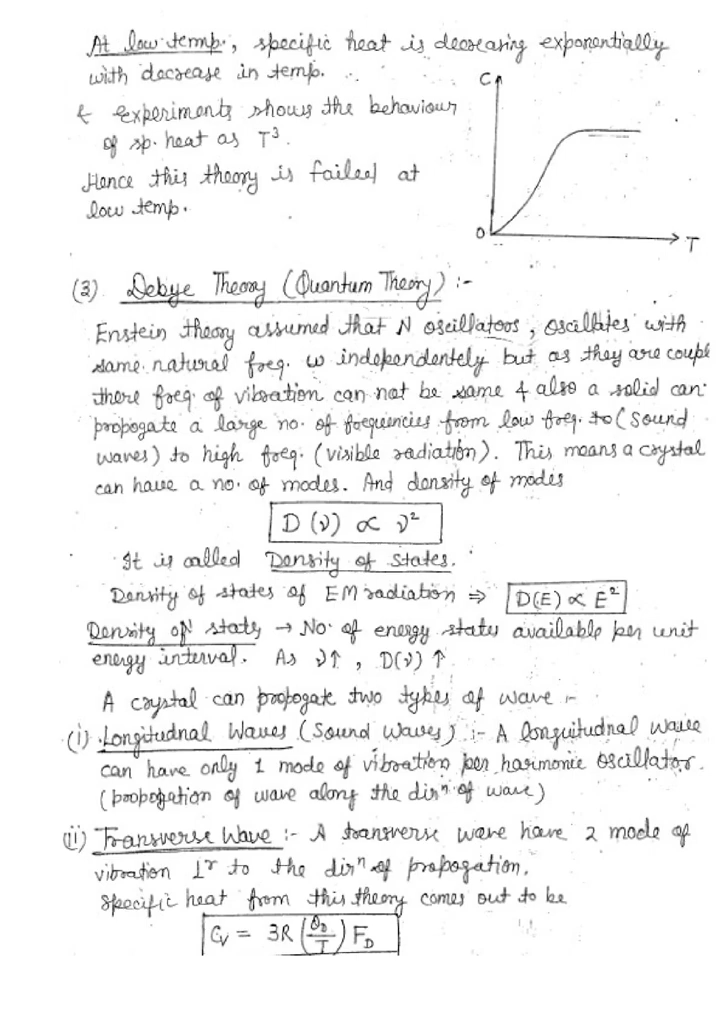 At low temp., specific heat is decreasing exponentially
with decrease in temp.
& experiments shows the behaviour
of sp. heat as T³.
Hence this theory is failed at
low temp.
C
O
T
(3) Debye Theory (Quantum Theory) :-
Enstein theory assumed that N oscillators, oscillates with
same natural freq. ω independently but as they are coupl
there freq. of vibration can not be same & also a solid can
propogate a large no. of frequencies from low freq. to (sound
waves) to high freq. (visible radiation). This means a crystal
can have a no. of modes. And density of modes
D(ν) ∝ ν²
It is called Density of states.
Density of states of EM radiation ⇒ D(E) ∝ E²
Density of states → No. of energy states available per unit
energy interval. As ν↑, D(ν) ↑
A crystal can propogate two types of wave :-
(i) Longitudnal Waves (Sound Waves) :- A longuitudnal wave
can have only 1 mode of vibration per harmonic oscillator.
(propogation of wave along the dirⁿ of wave)
(ii) Transverse Wave :- A transverse wave have 2 mode of
vibration ⊥ʳ to the dirⁿ of propogation.
Specific heat from this theory comes out to be
C_V = 3R (θ_D/T) F_D